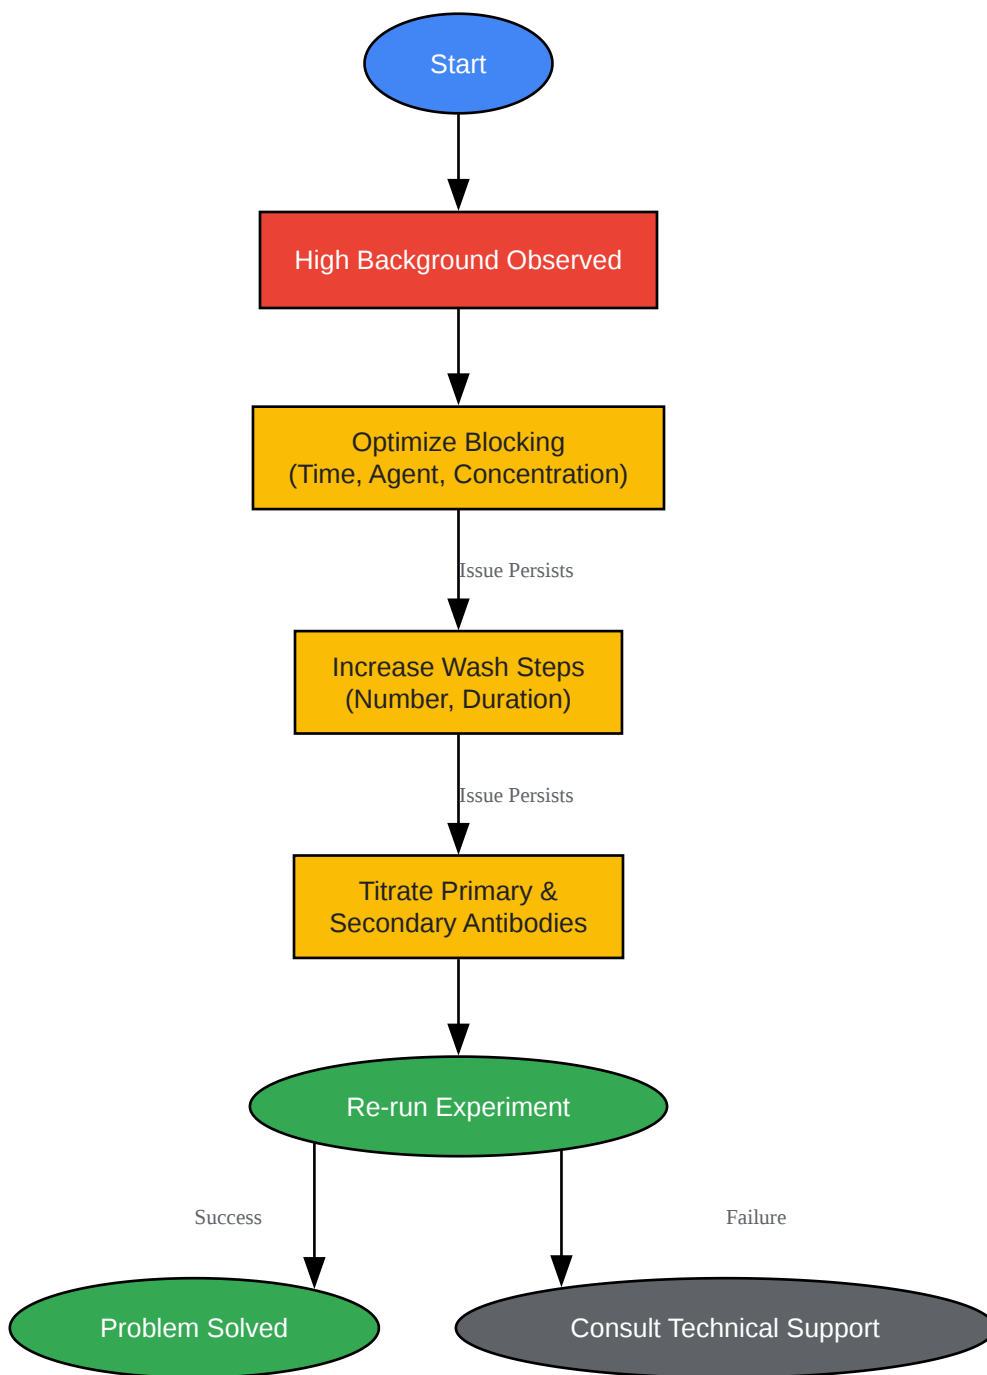 Start
High Background Observed
Optimize Blocking
(Time, Agent, Concentration)
Issue Persists
Increase Wash Steps
(Number, Duration)
Issue Persists
Titrate Primary &
Secondary Antibodies
Re-run Experiment
Success
Failure
Problem Solved
Consult Technical Support